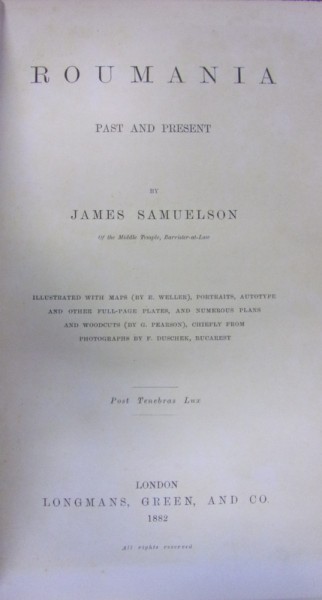 ROUMANIA
PAST AND PRESENT
BY
JAMES SAMUELSON
Of the Middle Temple, Barrister-at-Law
ILLUSTRATED WITH MAPS (BY E. WELLER), PORTRAITS, AUTOTYPE
AND OTHER FULL-PAGE PLATES, AND NUMEROUS PLANS
AND WOODCUTS (BY G. PEARSON), CHIEFLY FROM
PHOTOGRAPHS BY F. DUSCHEK, BUCAREST
Post Tenebras Lux
LONDON
LONGMANS, GREEN, AND CO.
1882
All rights reserved